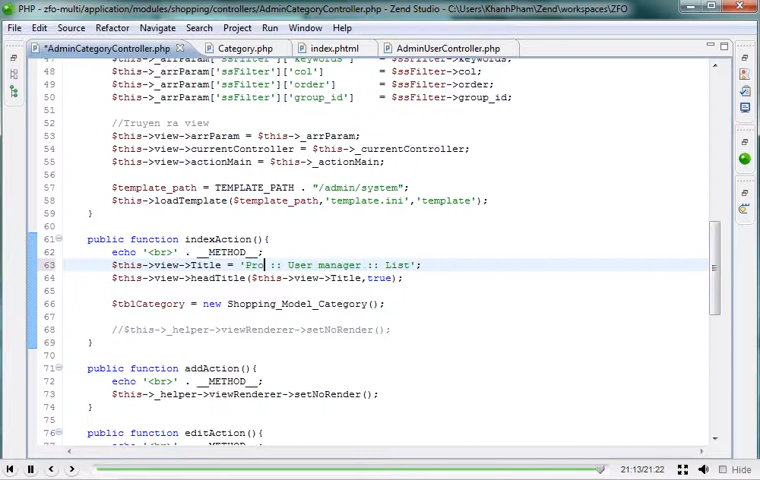 PHP - zfo-multi/application/modules/shopping/controllers/AdminCategoryController.php - Zend Studio - C:\Users\KhanhPham\Zend\workspaces\ZFO
File Edit Source Refactor Navigate Search Project Run Window Help
*AdminCategoryController.php Category.php index.phtml AdminUserController.php
47 $this->_arrParam['ssFilter']['keywords'] = $ssFilter->keywords;
48 $this->_arrParam['ssFilter']['col'] = $ssFilter->col;
49 $this->_arrParam['ssFilter']['order'] = $ssFilter->order;
50 $this->_arrParam['ssFilter']['group_id'] = $ssFilter->group_id;
51
52 //Truyen ra view
53 $this->view->arrParam = $this->_arrParam;
54 $this->view->currentController = $this->_currentController;
55 $this->view->actionMain = $this->_actionMain;
56
57 $template_path = TEMPLATE_PATH . "/admin/system";
58 $this->loadTemplate($template_path,'template.ini','template');
59 }
60
61 public function indexAction(){
62 echo '<br>' . __METHOD__;
63 $this->view->Title = 'Pro :: User manager :: List';
64 $this->view->headTitle($this->view->Title,true);
65
66 $tblCategory = new Shopping_Model_Category();
67
68 //$this->_helper->viewRenderer->setNoRender();
69 }
70
71 public function addAction(){
72 echo '<br>' . __METHOD__;
73 $this->_helper->viewRenderer->setNoRender();
74 }
75
76 public function editAction(){
21:13/21:22 Hide